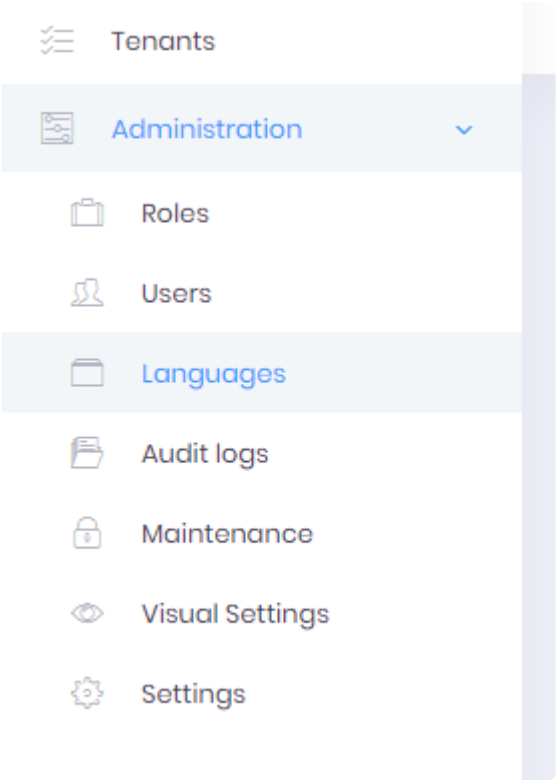 Tenants
Administration
Roles
Users
Languages
Audit logs
Maintenance
Visual Settings
Settings